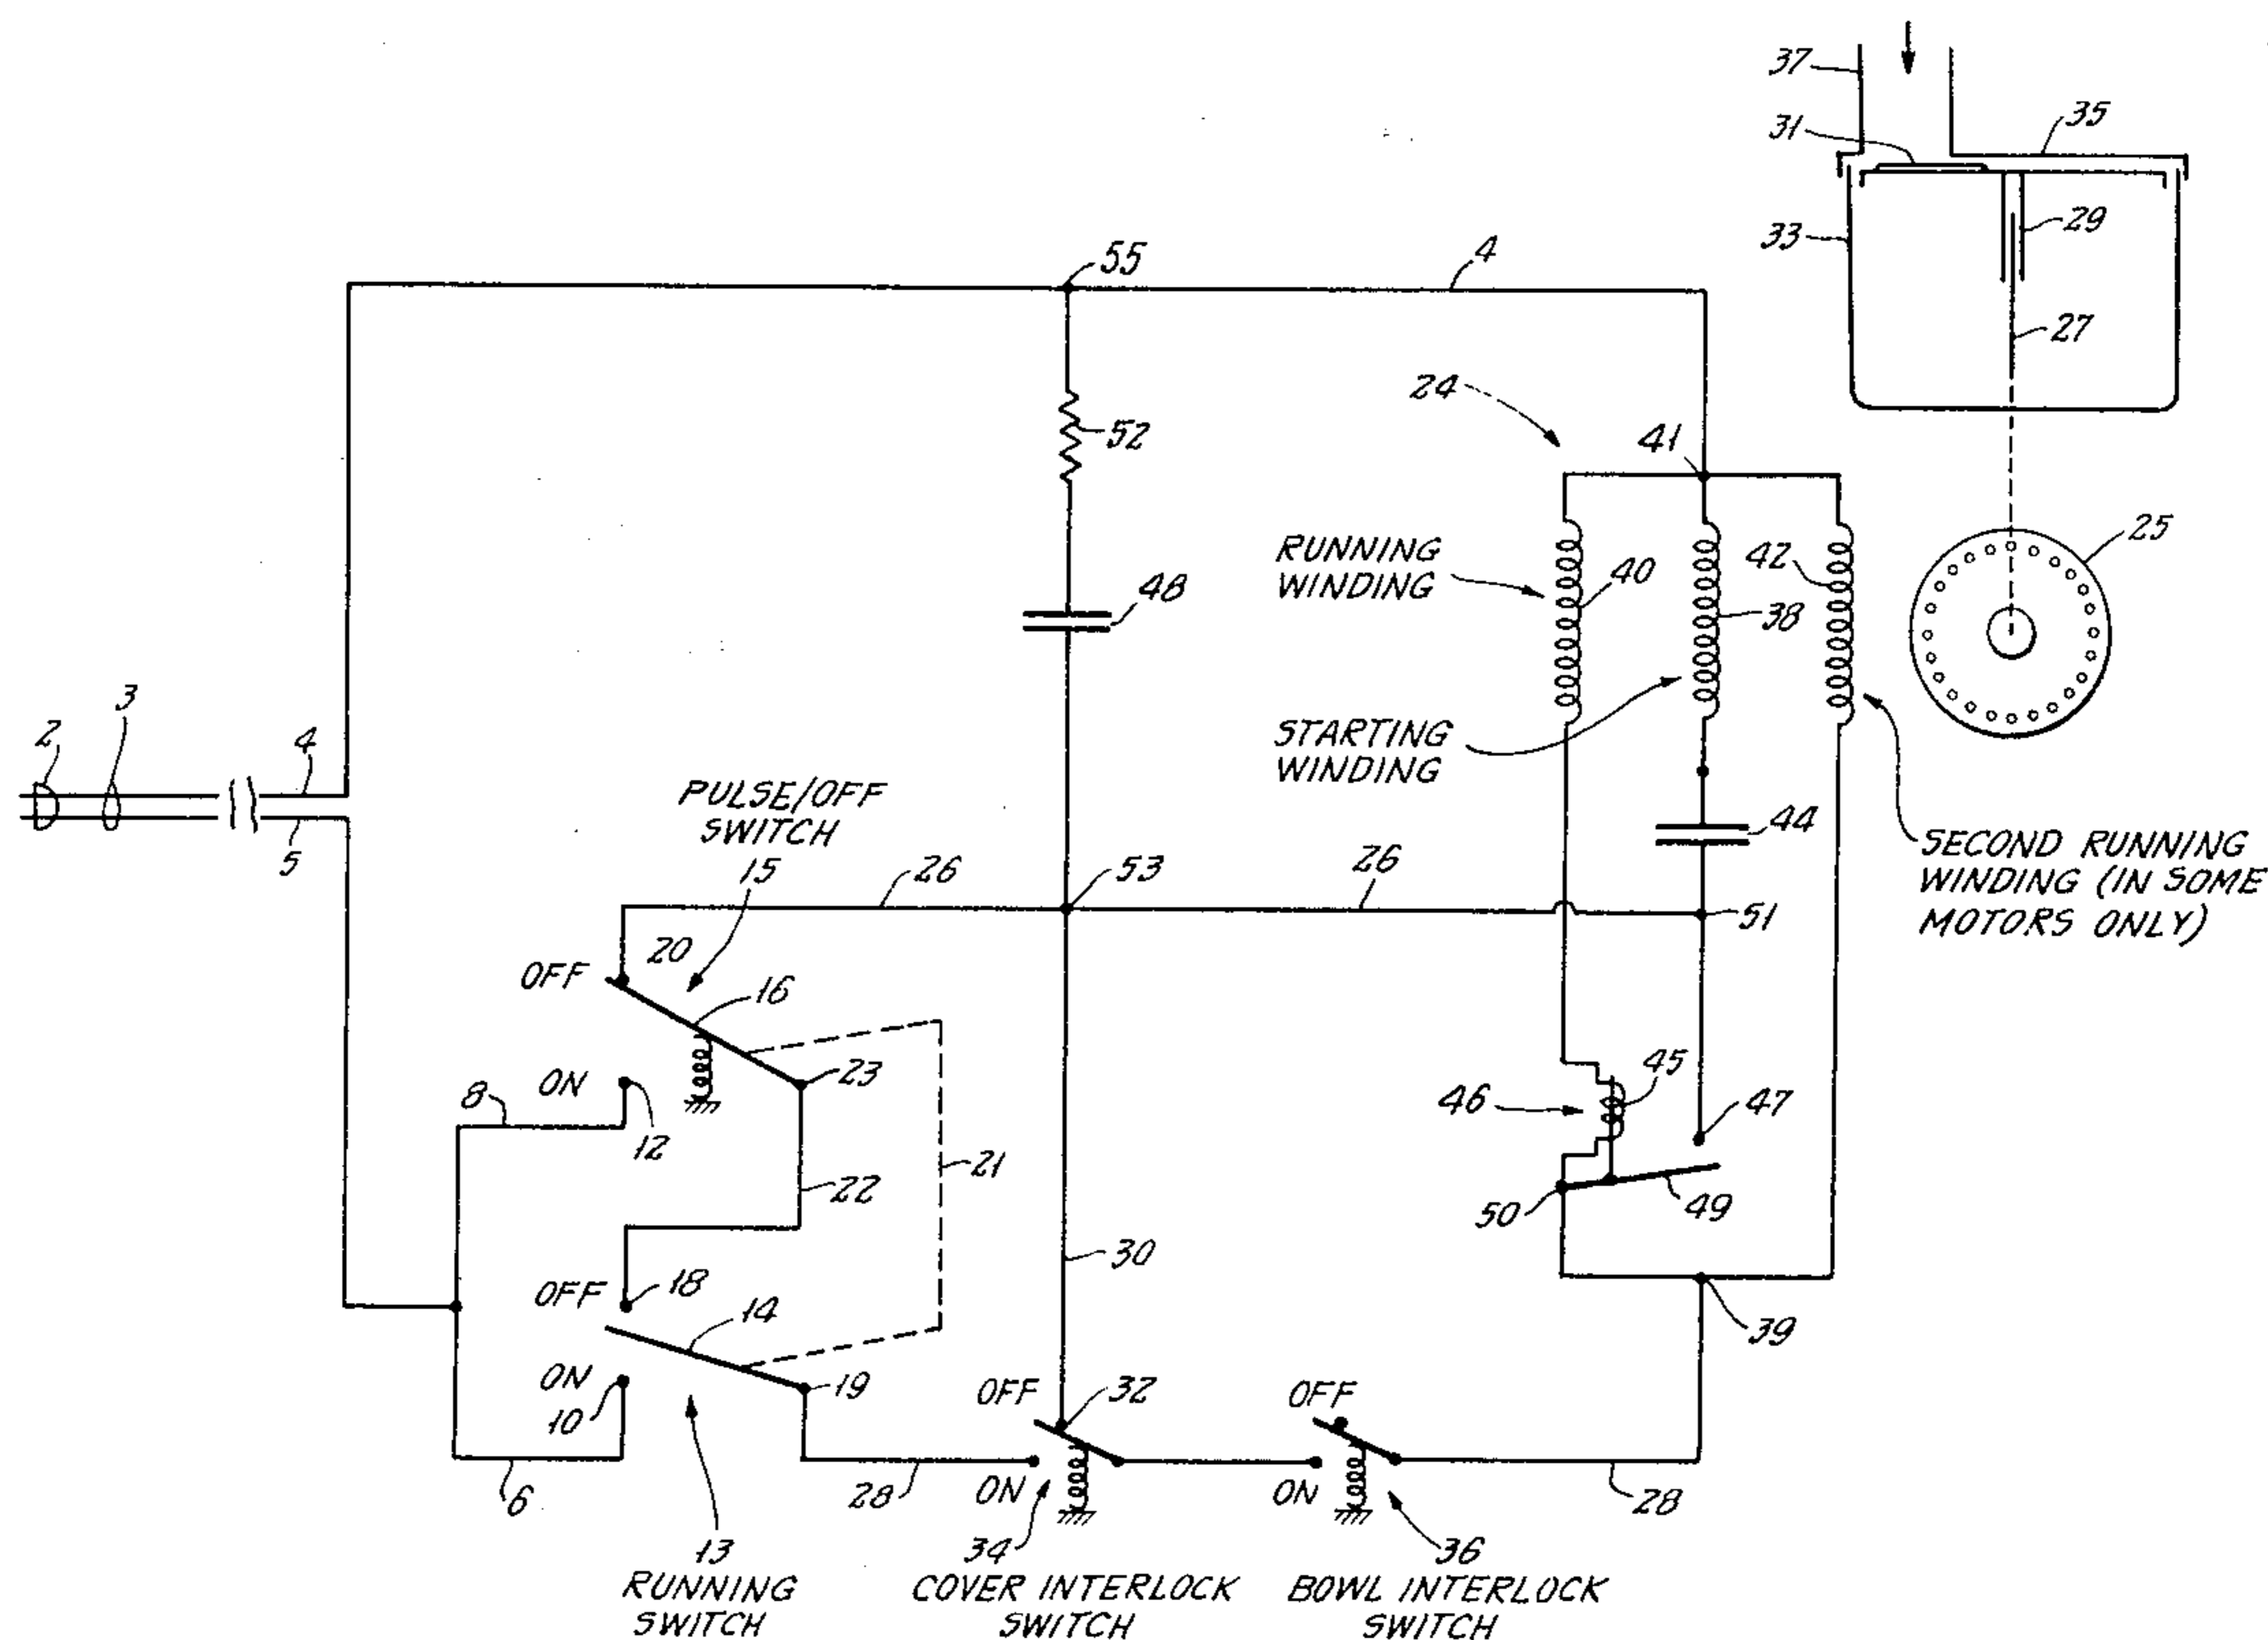 37
31
35
33
29
27
55
4
24
52
41
25
RUNNING
WINDING
40
42
48
38
3
2
4
STARTING
WINDING
PULSE/OFF
SWITCH
15
44
5
26
53
26
51
SECOND RUNNING
WINDING (IN SOME
MOTORS ONLY)
OFF
20
16
ON
8
12
23
46
45
47
21
22
50
49
30
OFF
18
14
39
ON
10
19
OFF
32
OFF
6
28
ON
ON
28
13
34
36
RUNNING
SWITCH
COVER INTERLOCK
SWITCH
BOWL INTERLOCK
SWITCH